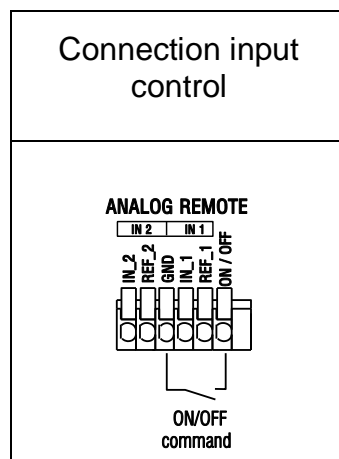 Connection input
control
ANALOG REMOTE
IN 2 IN 1
IN_2 REF_2 GND IN_1 REF_1 ON / OFF
ON/OFF
command